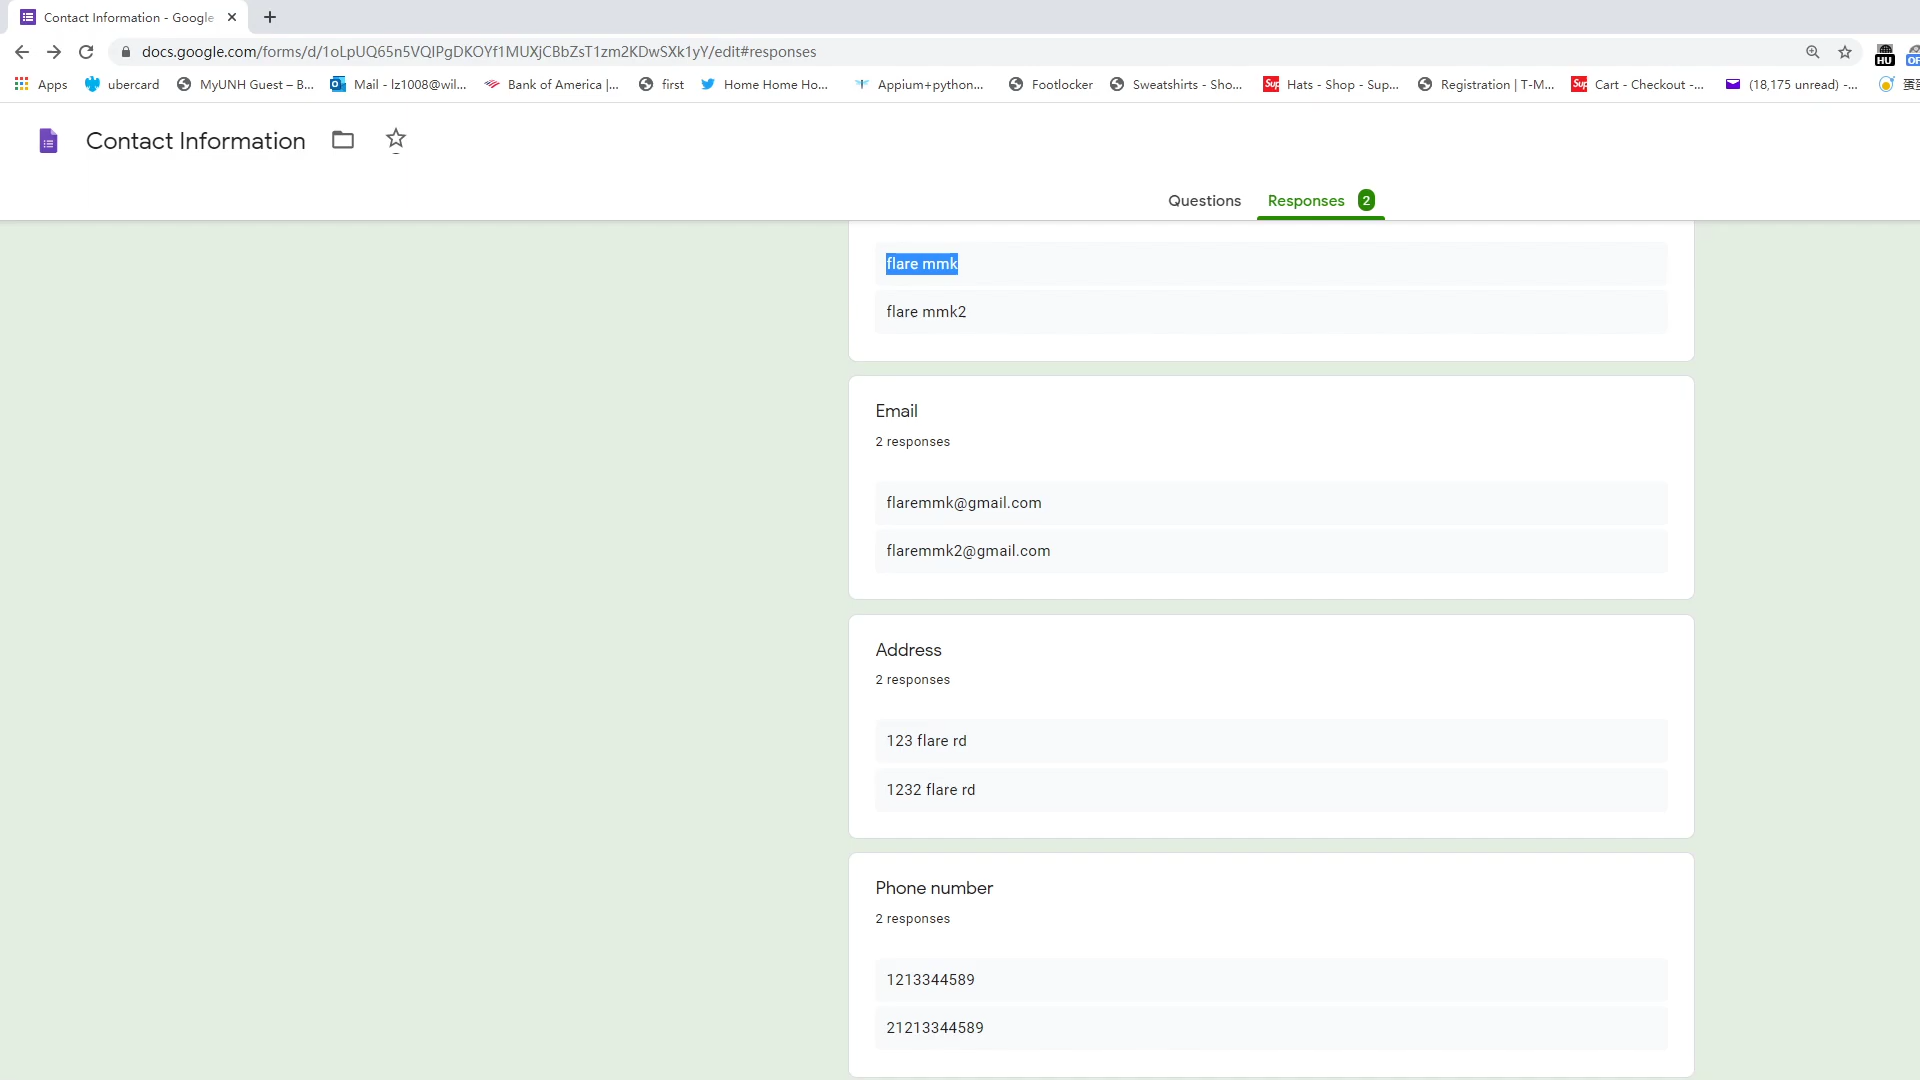 Contact Information - Google
docs.google.com/forms/d/1oLpUQ65n5VQIPgDKOYf1MUXjCBbZsT1zm2KDwSXk1yY/edit#responses
HU
Apps
ubercard
MyUNH Guest – B...
Mail - lz1008@wil...
Bank of America |...
first
Home Home Ho...
Appium+python...
Footlocker
Sweatshirts - Sho...
Sup
Hats - Shop - Sup...
Registration | T-M...
Sup
Cart - Checkout -...
(18,175 unread) -...
Contact Information
Questions
Responses 2
flare mmk
flare mmk2
Email
2 responses
flaremmk@gmail.com
flaremmk2@gmail.com
Address
2 responses
123 flare rd
1232 flare rd
Phone number
2 responses
1213344589
21213344589